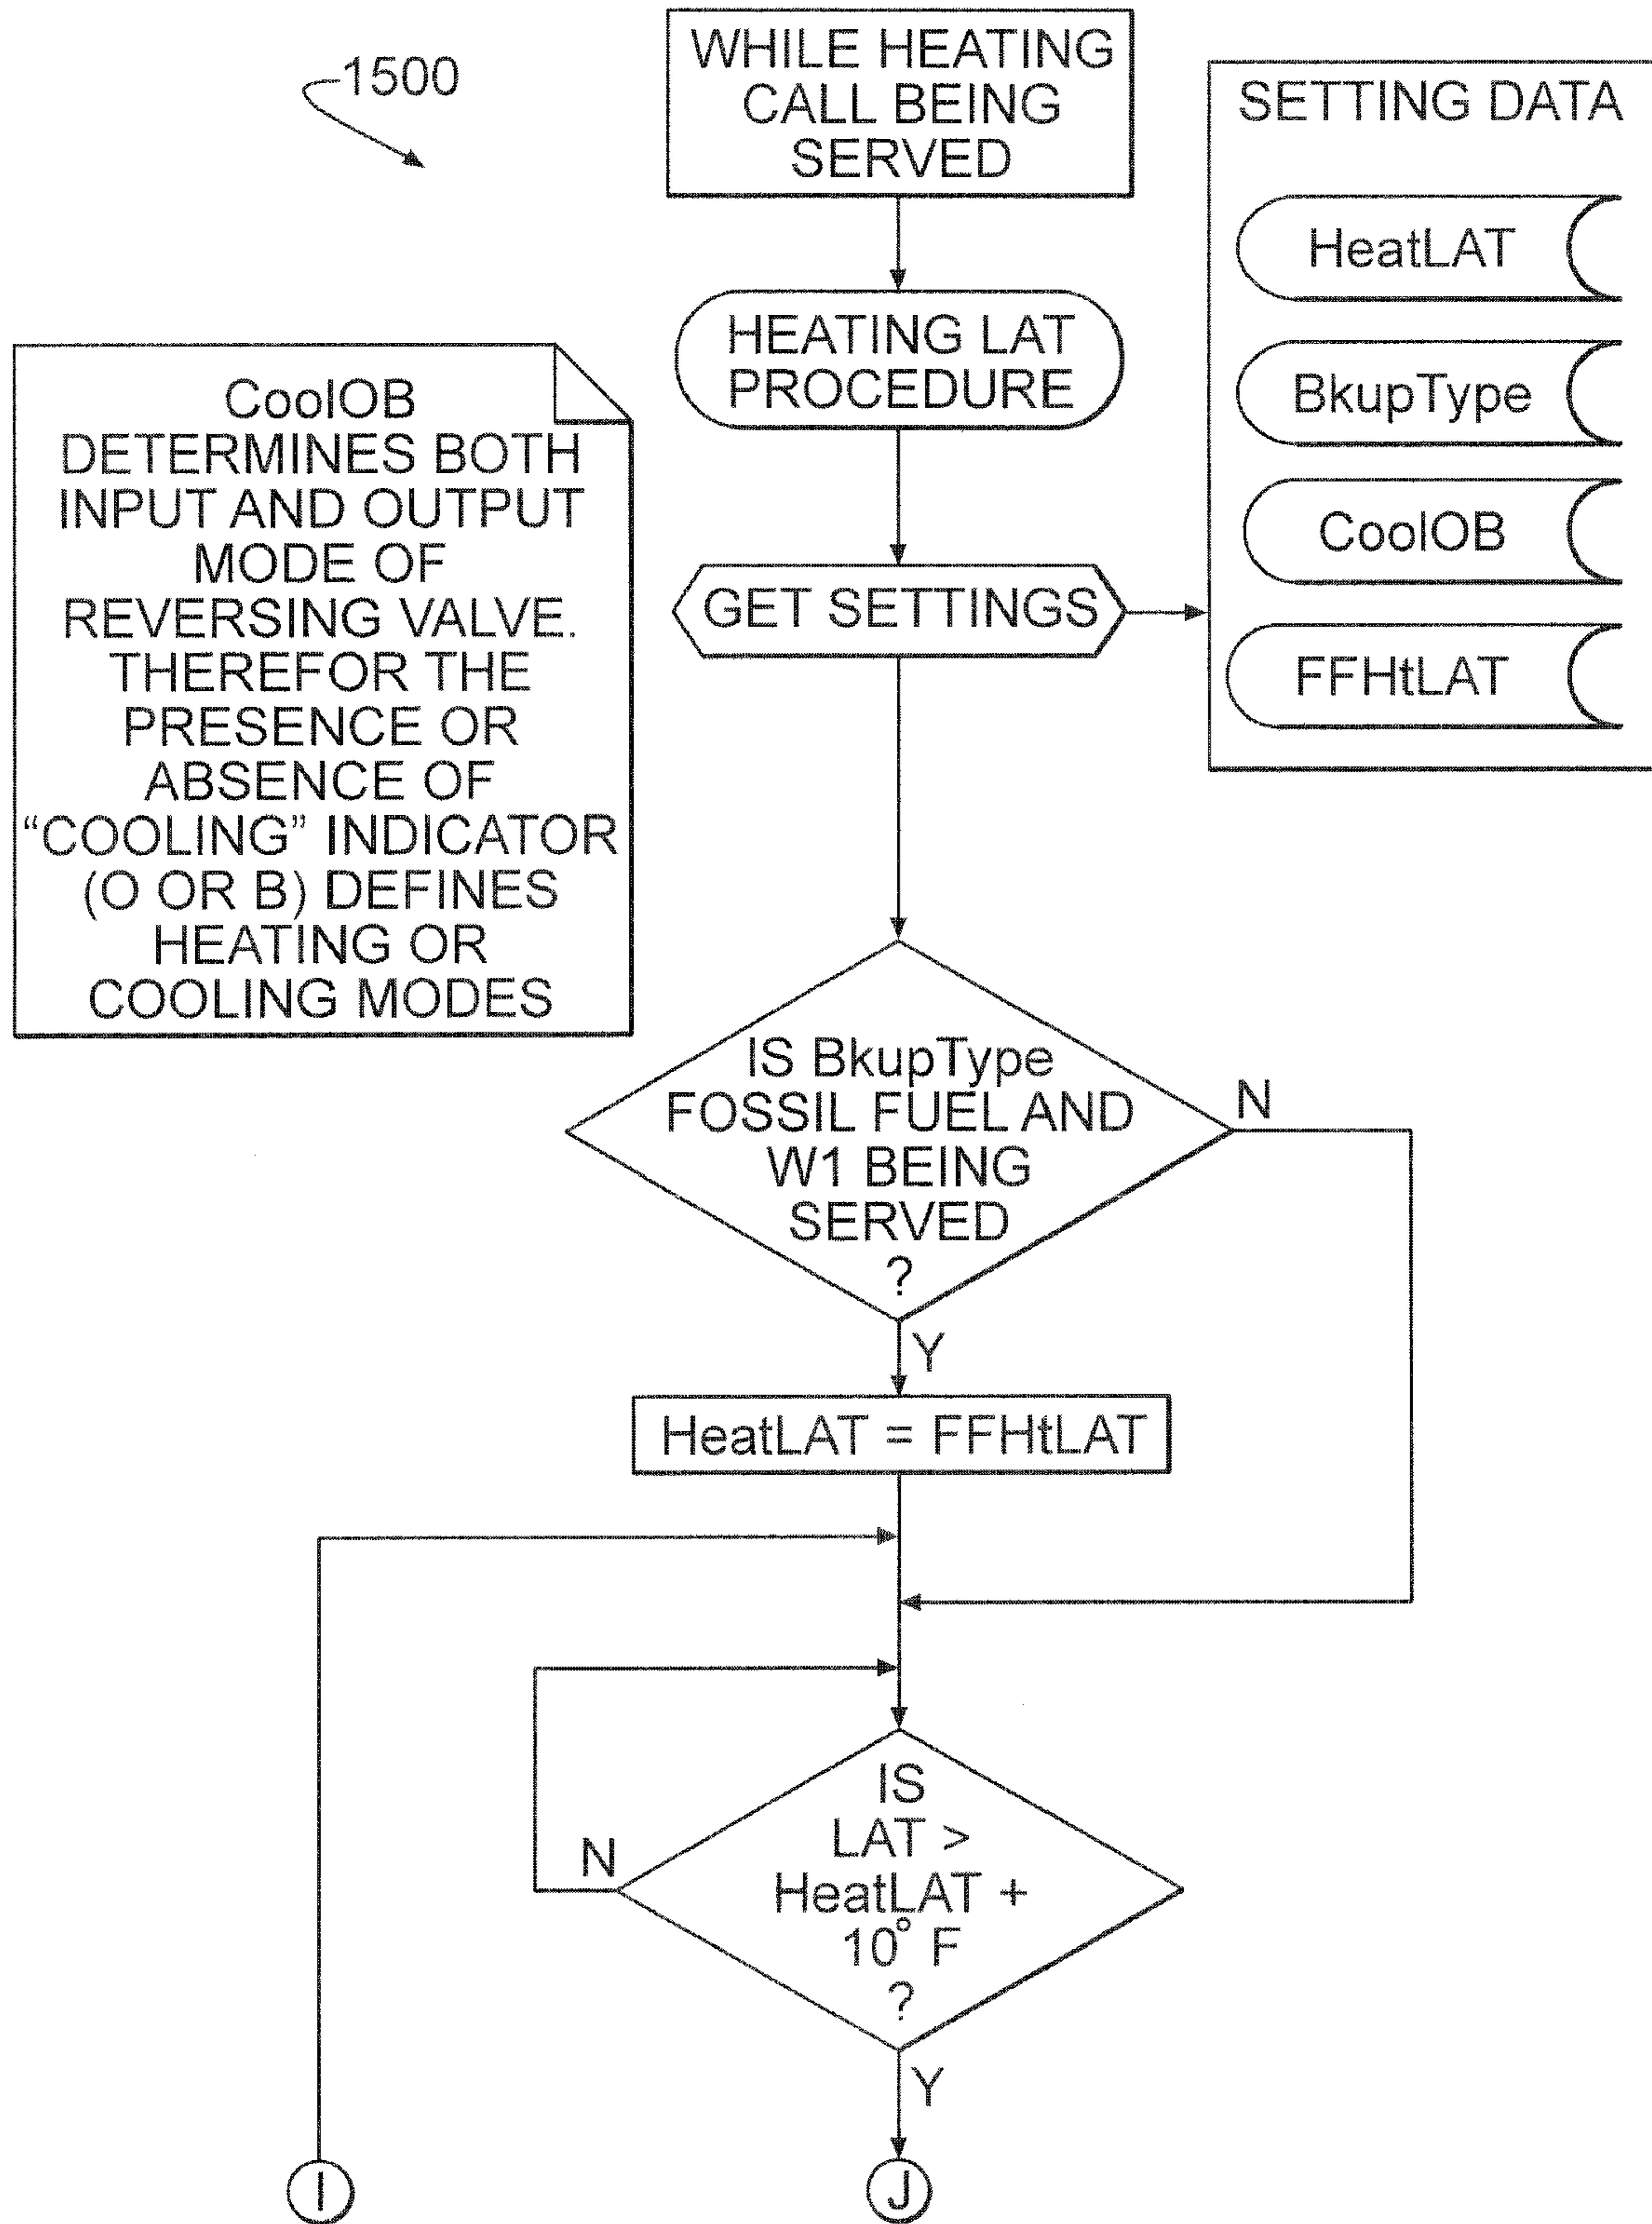 1500
WHILE HEATING
CALL BEING
SERVED
SETTING DATA
HeatLAT
BkupType
CoolOB
FFHtLAT
HEATING LAT
PROCEDURE
GET SETTINGS
CoolOB
DETERMINES BOTH
INPUT AND OUTPUT
MODE OF
REVERSING VALVE.
THEREFOR THE
PRESENCE OR
ABSENCE OF
“COOLING” INDICATOR
(O OR B) DEFINES
HEATING OR
COOLING MODES
IS BkupType
FOSSIL FUEL AND
W1 BEING
SERVED
?
N
Y
HeatLAT = FFHtLAT
IS
LAT >
HeatLAT +
10° F
?
N
Y
I
J